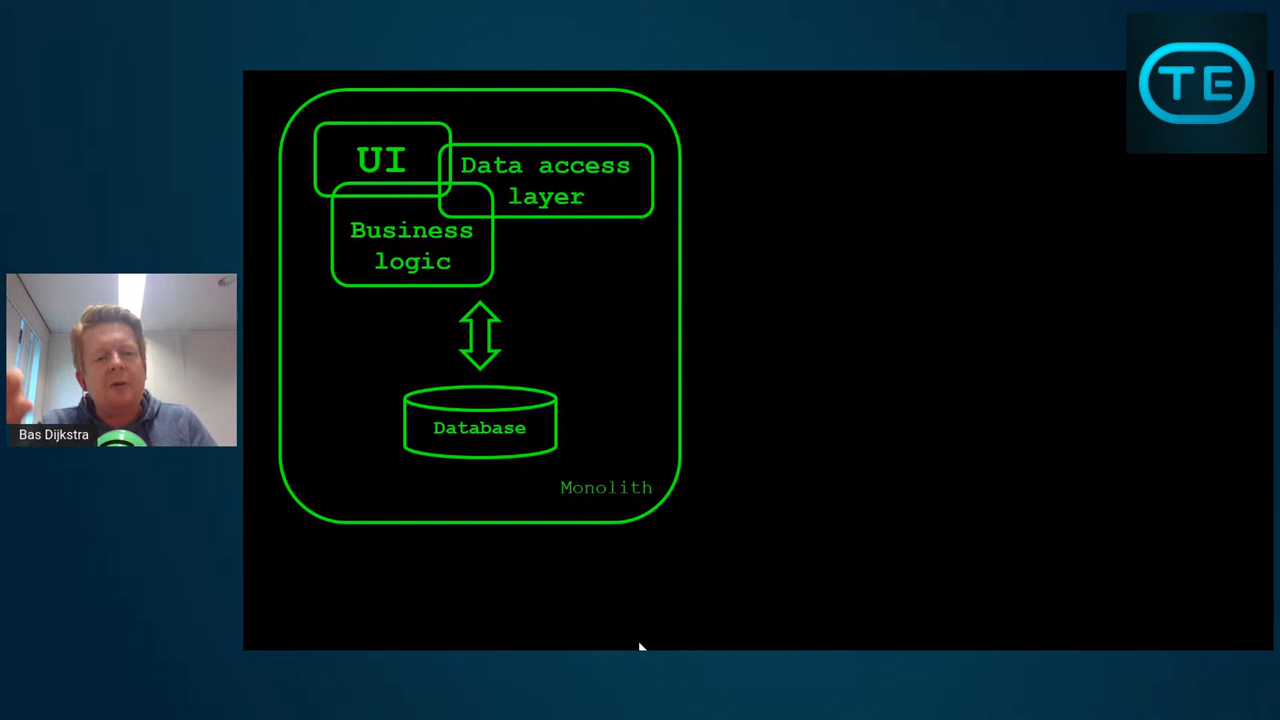 TE
UI
Data access
layer
Business
logic
Database
Monolith
Bas Dijkstra